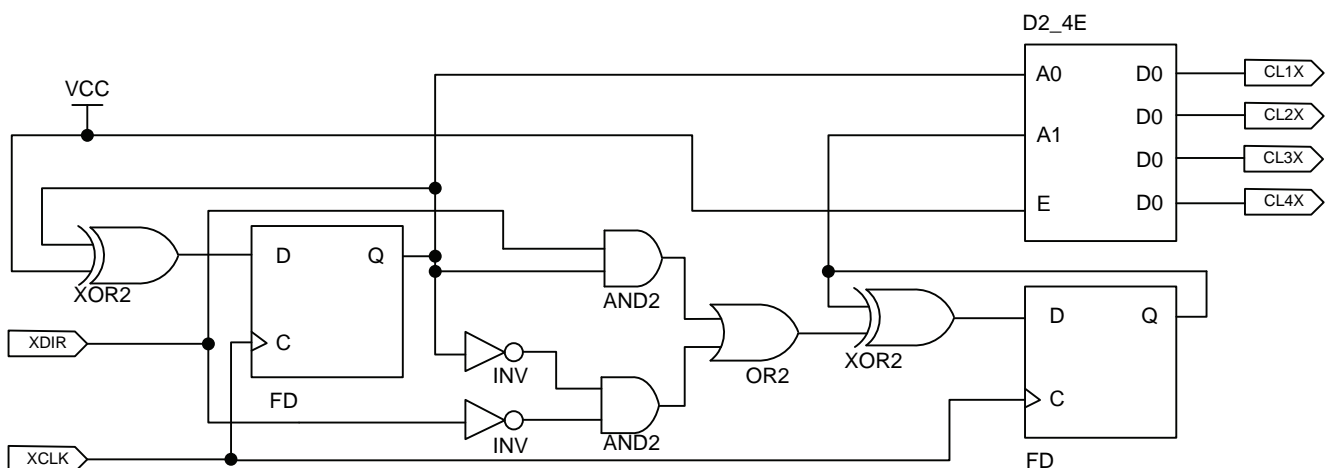 D2_4E
A0 D0 CL1X
VCC
D0 CL2X
A1
D0 CL3X
E D0 CL4X
D Q
XOR2
AND2
D Q
XDIR
C
INV
OR2
XOR2
FD
C
INV
AND2
XCLK
FD